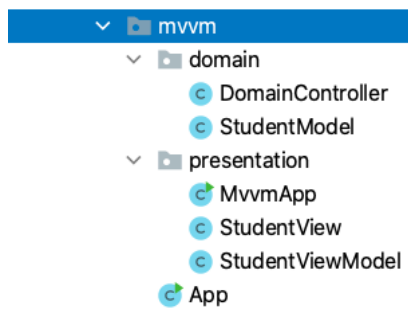 mvvm
domain
C DomainController
C StudentModel
presentation
C MvvmApp
C StudentView
C StudentViewModel
C App